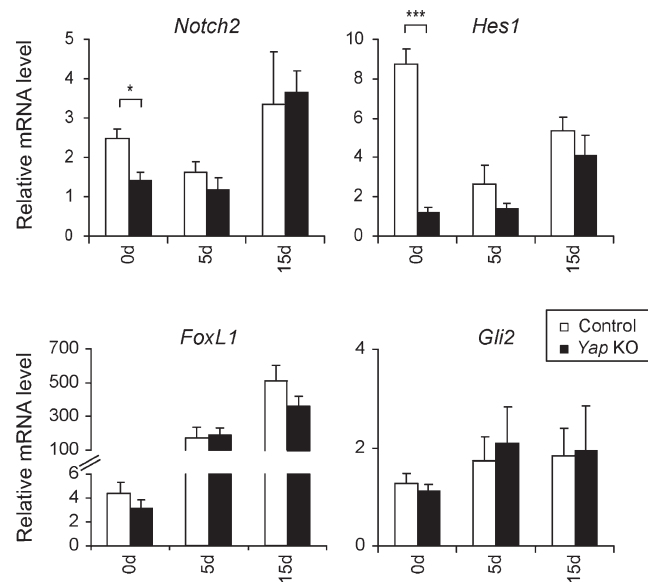 Notch2
Relative mRNA level
5
4
3
2
1
0
*
0d
5d
15d
Hes1
10
8
6
4
2
0
***
0d
5d
15d
FoxL1
Relative mRNA level
700
500
300
100
6
4
2
0
0d
5d
15d
Gli2
4
2
0
0d
5d
15d
Control
Yap KO